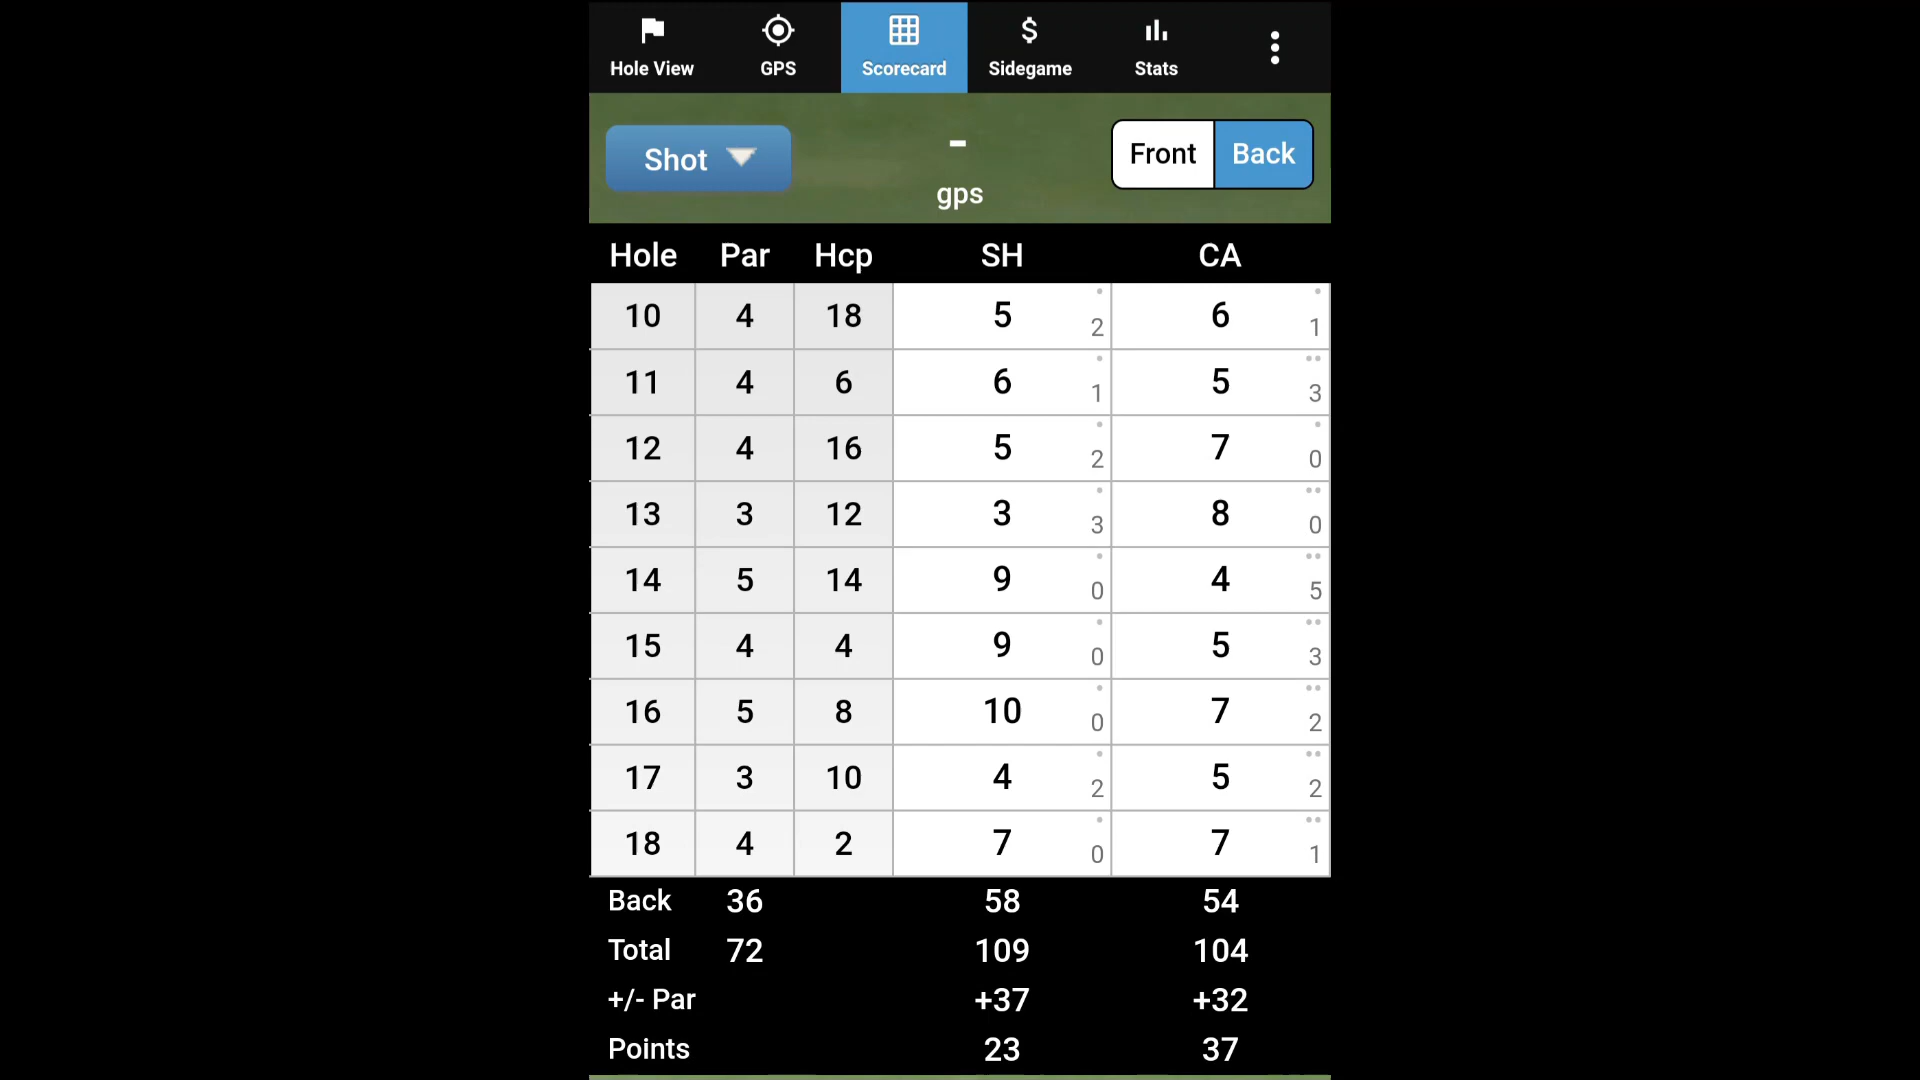 Hole View GPS Scorecard $ Sidegame Stats
Shot - Front Back
gps
Hole Par Hcp SH CA
10 4 18 5 2 6 1
11 4 6 6 1 5 3
12 4 16 5 2 7 0
13 3 12 3 3 8 0
14 5 14 9 0 4 5
15 4 4 9 0 5 3
16 5 8 10 0 7 2
17 3 10 4 2 5 2
18 4 2 7 0 7 1
Back 36 58 54
Total 72 109 104
+/- Par +37 +32
Points 23 37